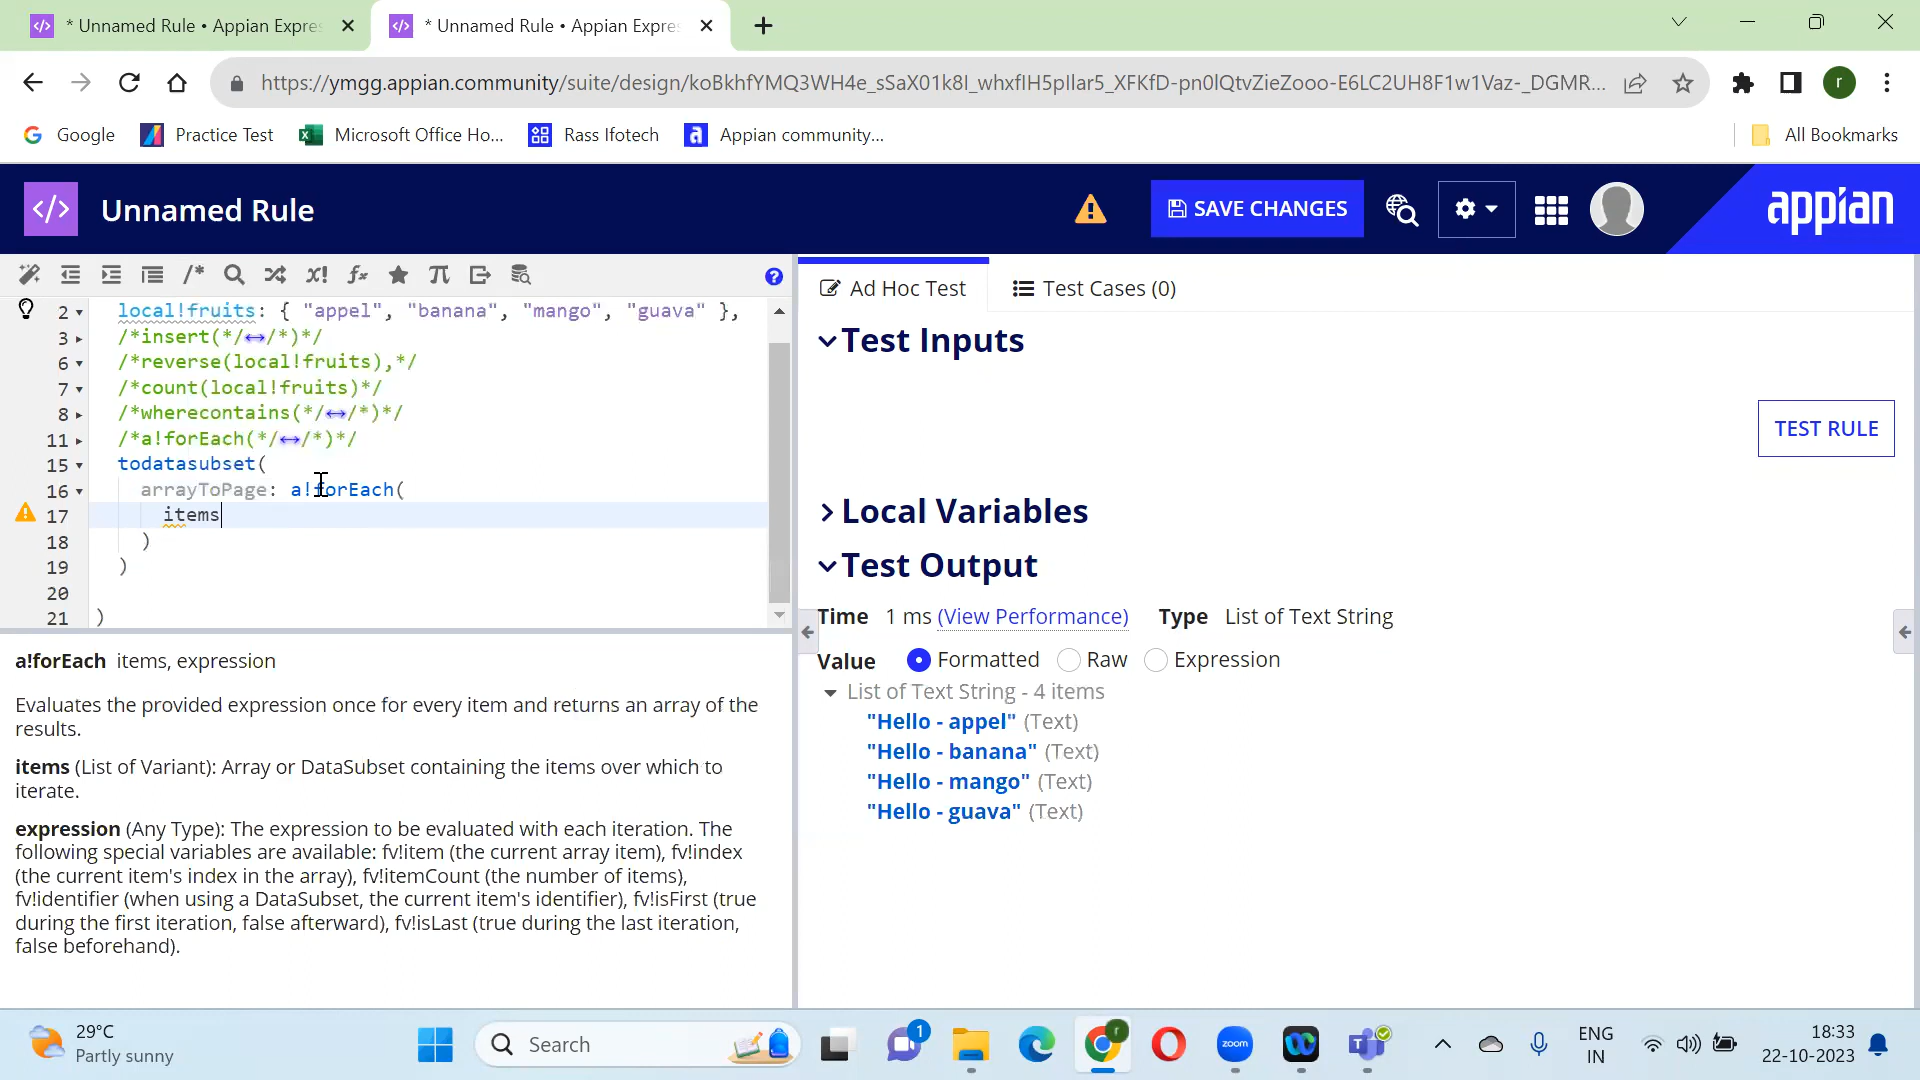 * Unnamed Rule • Appian Expre
* Unnamed Rule • Appian Expre
https://ymgg.appian.community/suite/design/koBkhfYMQ3WH4e_sSaX01k8I_whxfIH5pIlar5_XFKfD-pn0lQtvZieZooo-E6LC2UH8F1w1Vaz-_DGMR...
r
Google
Practice Test
Microsoft Office Ho...
Rass Ifotech
Appian community...
All Bookmarks
Unnamed Rule
SAVE CHANGES
appian
2 local!fruits: { "appel", "banana", "mango", "guava" },
3 /*insert(*/↔/*)*/
6 /*reverse(local!fruits),*/
7 /*count(local!fruits)*/
8 /*wherecontains(*/↔/*)*/
11 /*a!forEach(*/↔/*)*/
15 todatasubset(
16 arrayToPage: a!forEach(
17 items
18 )
19 )
20
21 )
a!forEach items, expression
Evaluates the provided expression once for every item and returns an array of the
results.
items (List of Variant): Array or DataSubset containing the items over which to
iterate.
expression (Any Type): The expression to be evaluated with each iteration. The
following special variables are available: fv!item (the current array item), fv!index
(the current item's index in the array), fv!itemCount (the number of items),
fv!identifier (when using a DataSubset, the current item's identifier), fv!isFirst (true
during the first iteration, false afterward), fv!isLast (true during the last iteration,
false beforehand).
Ad Hoc Test
Test Cases (0)
Test Inputs
TEST RULE
Local Variables
Test Output
Time 1 ms (View Performance) Type List of Text String
Value Formatted Raw Expression
List of Text String - 4 items
"Hello - appel" (Text)
"Hello - banana" (Text)
"Hello - mango" (Text)
"Hello - guava" (Text)
29°C
Partly sunny
Search
1
r
zoom
ENG
IN
18:33
22-10-2023